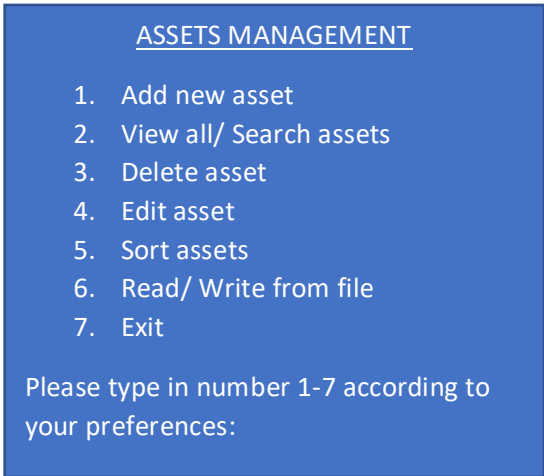 ASSETS MANAGEMENT
1. Add new asset
2. View all/ Search assets
3. Delete asset
4. Edit asset
5. Sort assets
6. Read/ Write from file
7. Exit
Please type in number 1-7 according to
your preferences: